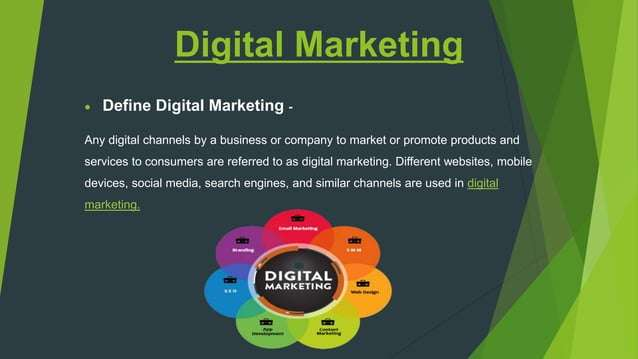 Digital Marketing
Define Digital Marketing -
Any digital channels by a business or company to market or promote products and
services to consumers are referred to as digital marketing. Different websites, mobile
devices, social media, search engines, and similar channels are used in digital
marketing.
Email Marketing
Branding
S M M
DIGITAL
MARKETING
S E O
Web Design
App
Development
Content
Marketing